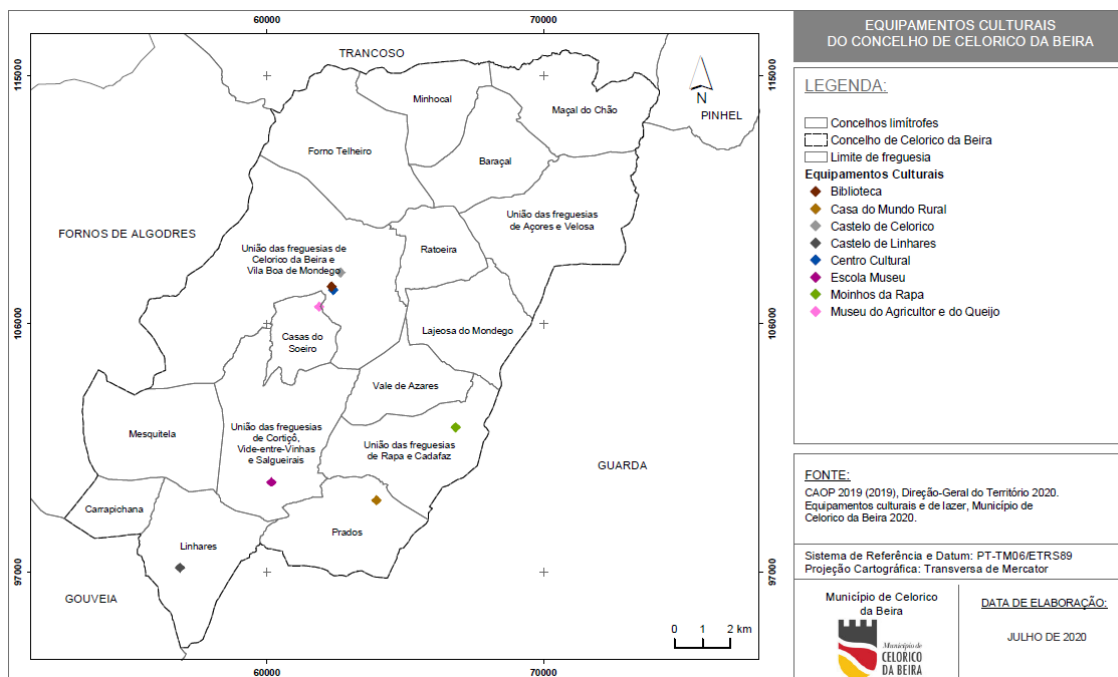 60000
70000
TRANCOSO
115000
115000
Minhocal
Maçal do Chão
N
PINHEL
Forno Telheiro
Baraçal
União das freguesias
de Açores e Velosa
FORNOS DE ALGODRES
União das freguesias de
Celorico da Beira e
Vila Boa de Mondego
Ratoeira
106000
106000
Casas do
Soeiro
Lajeosa do Mondego
Vale de Azares
Mesquitela
União das freguesias
de Cortiçô,
Vide-entre-Vinhas
e Salgueirais
União das freguesias
de Rapa e Cadafaz
GUARDA
Carrapichana
Prados
Linhares
97000
97000
GOUVEIA
0 1 2 km
60000
70000
EQUIPAMENTOS CULTURAIS
DO CONCELHO DE CELORICO DA BEIRA
LEGENDA:
Concelhos limítrofes
Concelho de Celorico da Beira
Limite de freguesia
Equipamentos Culturais
Biblioteca
Casa do Mundo Rural
Castelo de Celorico
Castelo de Linhares
Centro Cultural
Escola Museu
Moinhos da Rapa
Museu do Agricultor e do Queijo
FONTE:
CAOP 2019 (2019), Direção-Geral do Território 2020.
Equipamentos culturais e de lazer, Município de
Celorico da Beira 2020.
Sistema de Referência e Datum: PT-TM06/ETRS89
Projeção Cartográfica: Transversa de Mercator
Município de Celorico
da Beira
Município de
CELORICO
DA BEIRA
DATA DE ELABORAÇÃO:
JULHO DE 2020